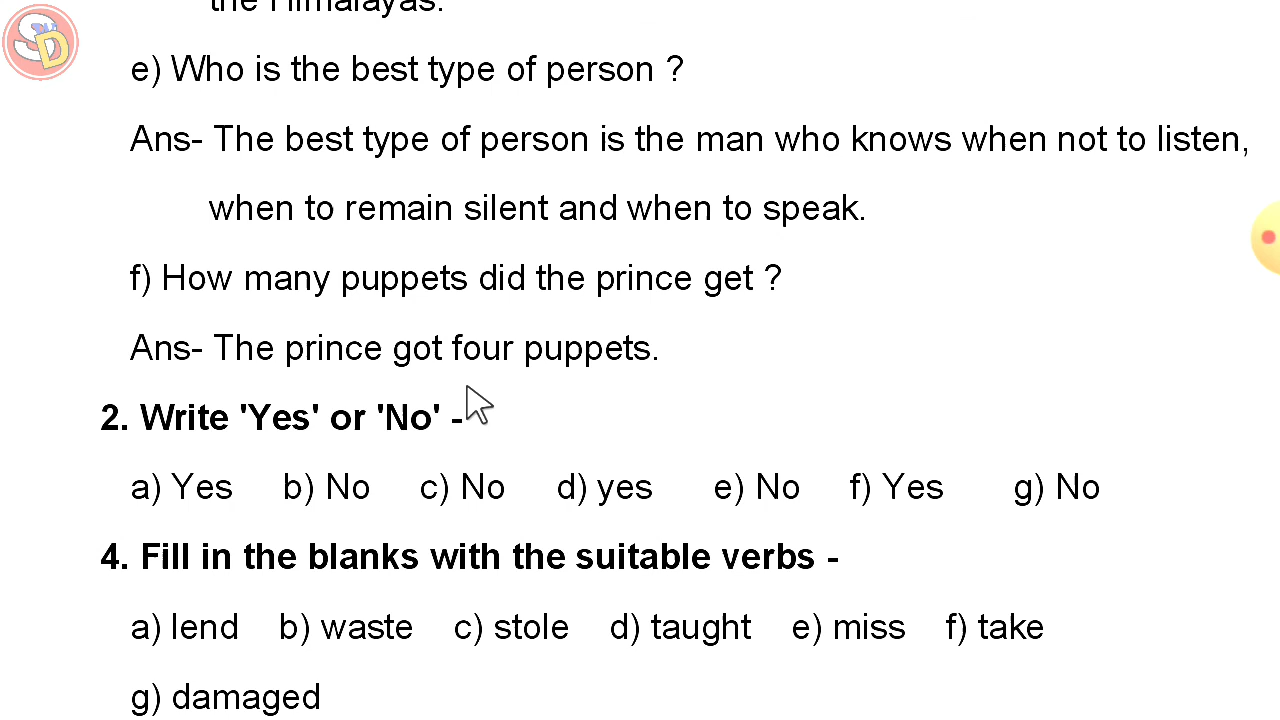 the Himalayas.
SD
e) Who is the best type of person ?
Ans- The best type of person is the man who knows when not to listen,
when to remain silent and when to speak.
f) How many puppets did the prince get ?
Ans- The prince got four puppets.
2. Write 'Yes' or 'No' -
a) Yes b) No c) No d) yes e) No f) Yes g) No
4. Fill in the blanks with the suitable verbs -
a) lend b) waste c) stole d) taught e) miss f) take
g) damaged